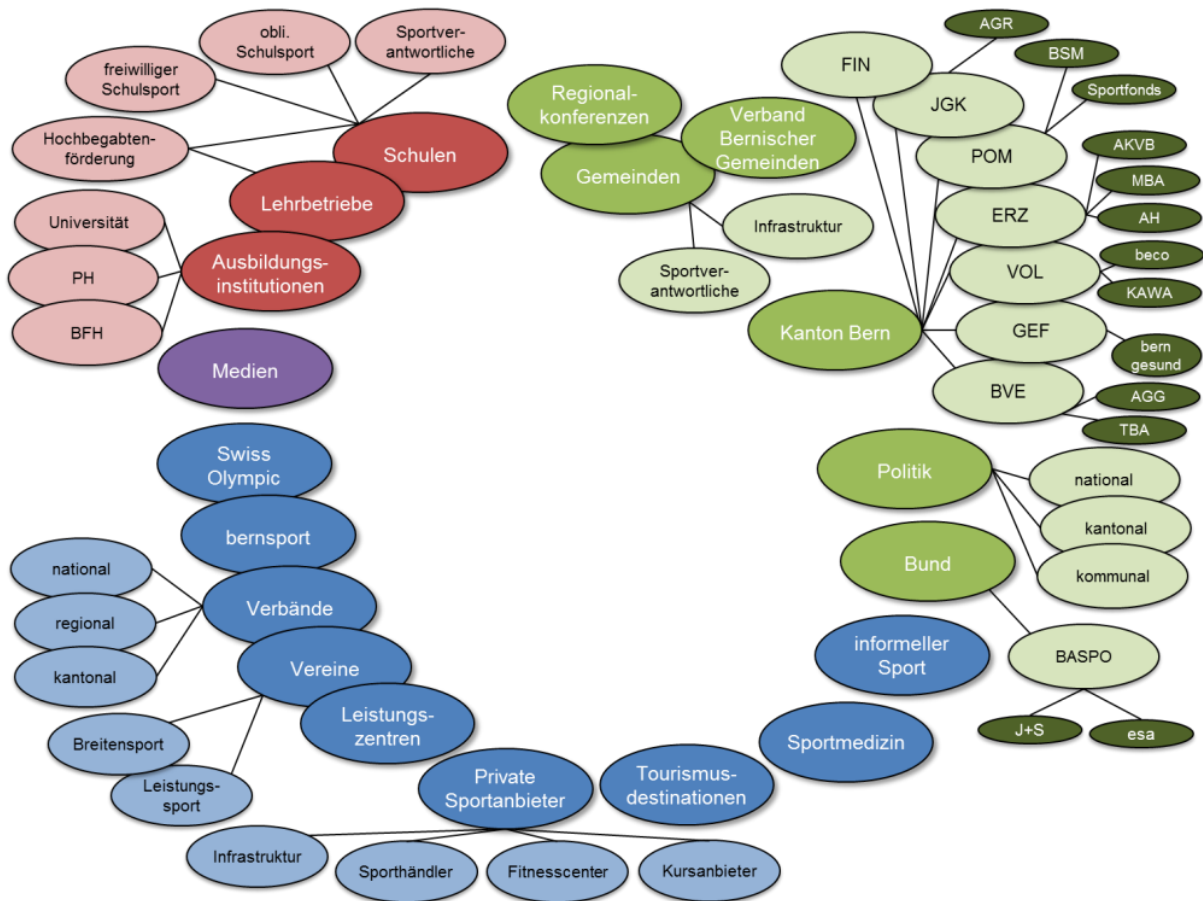 obli.
Schulsport
Sportver-
antwortliche
freiwilliger
Schulsport
Hochbegabten-
förderung
Schulen
Lehrbetriebe
Ausbildungs-
institutionen
Universität
PH
BFH
Medien
Regional-
konferenzen
Verband
Bernischer
Gemeinden
Gemeinden
Infrastruktur
Sportver-
antwortliche
Kanton Bern
FIN
JGK
POM
ERZ
VOL
GEF
BVE
AGR
BSM
Sportfonds
AKVB
MBA
AH
beco
KAWA
bern
gesund
AGG
TBA
Politik
national
kantonal
kommunal
Bund
BASPO
J+S
esa
Swiss
Olympic
bernsport
Verbände
national
regional
kantonal
Vereine
Breitensport
Leistungs-
sport
Leistungs-
zentren
Private
Sportanbieter
Infrastruktur
Sporthändler
Fitnesscenter
Kursanbieter
Tourismus-
destinationen
Sportmedizin
informeller
Sport